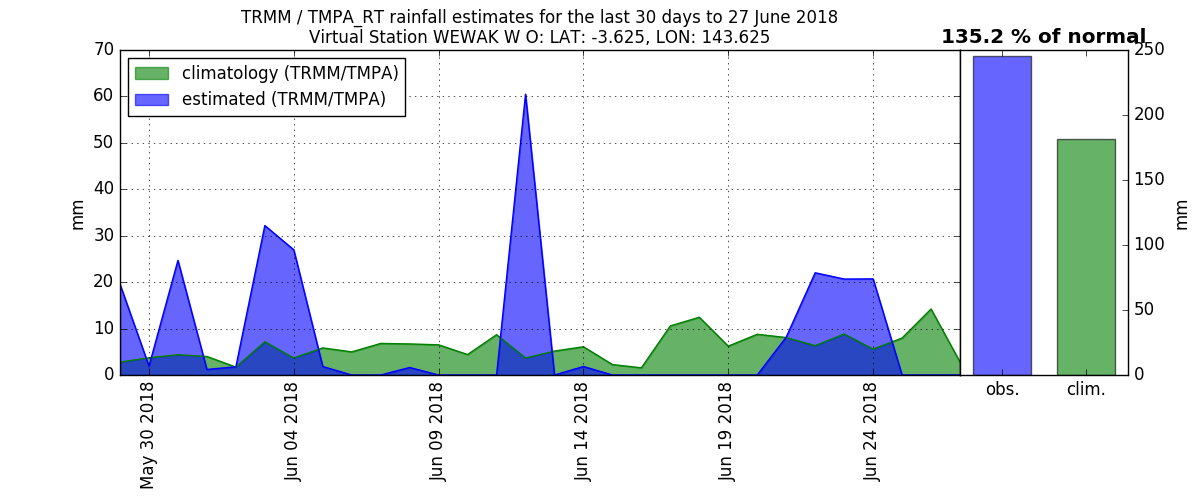 TRMM / TMPA_RT rainfall estimates for the last 30 days to 27 June 2018
Virtual Station WEWAK W O: LAT: -3.625, LON: 143.625
135.2 % of normal
climatology (TRMM/TMPA)
estimated (TRMM/TMPA)
70
60
50
40
30
20
10
0
mm
May 30 2018
Jun 04 2018
Jun 09 2018
Jun 14 2018
Jun 19 2018
Jun 24 2018
250
200
150
100
50
0
mm
obs.
clim.